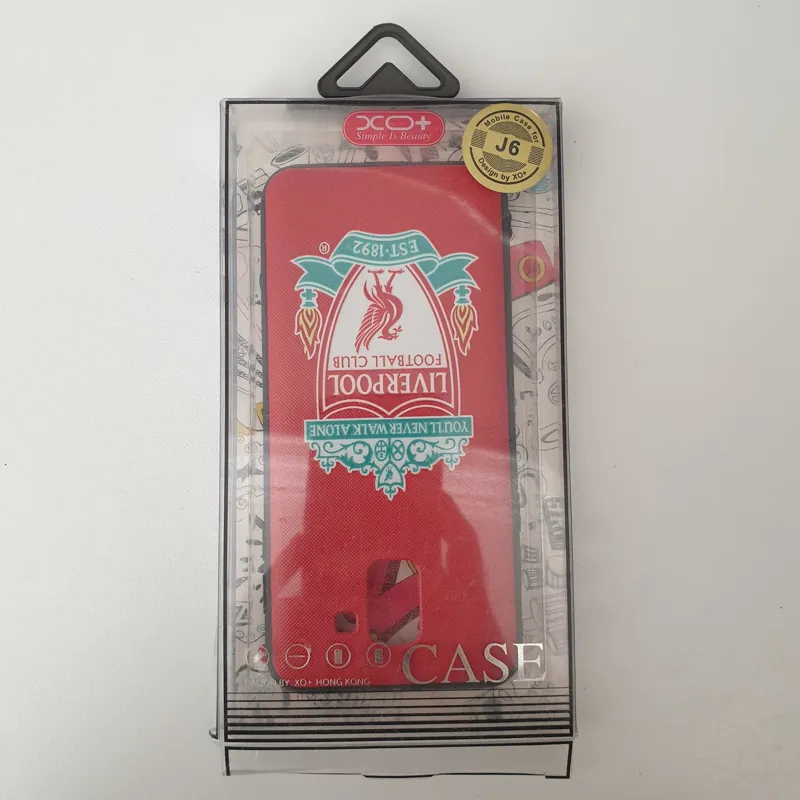 XO+
Simple Is Beauty
Mobile Case for
J6
Design by XO+
YOU'LL NEVER WALK ALONE
LIVERPOOL
FOOTBALL CLUB
EST·1892
®
CASE
BY XO+ HONG KONG